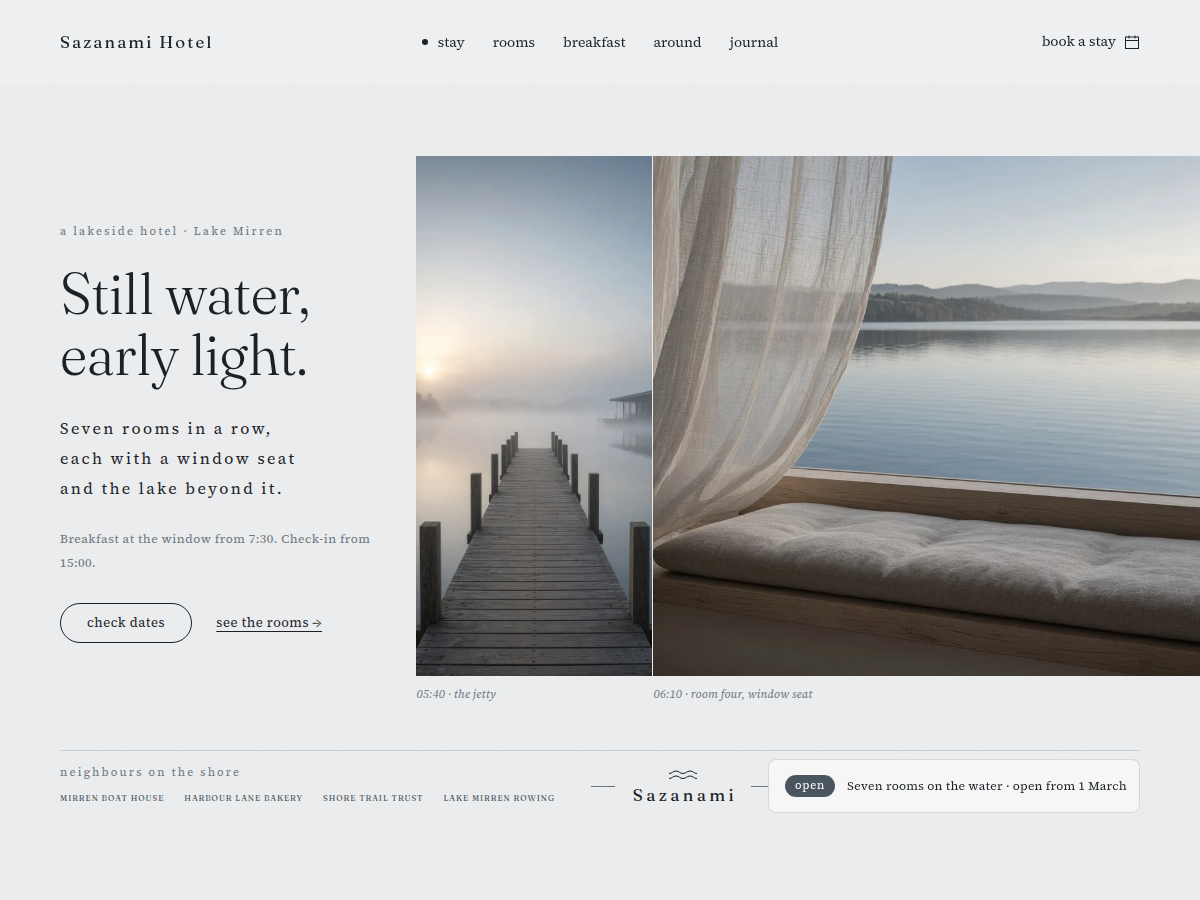 Sazanami Hotel
stay
rooms
breakfast
around
journal
book a stay
a lakeside hotel · Lake Mirren
Still water,
early light.
Seven rooms in a row,
each with a window seat
and the lake beyond it.
Breakfast at the window from 7:30. Check-in from
15:00.
check dates
see the rooms →
05:40 · the jetty
06:10 · room four, window seat
neighbours on the shore
MIRREN BOAT HOUSE
HARBOUR LANE BAKERY
SHORE TRAIL TRUST
LAKE MIRREN ROWING
Sazanami
open
Seven rooms on the water · open from 1 March